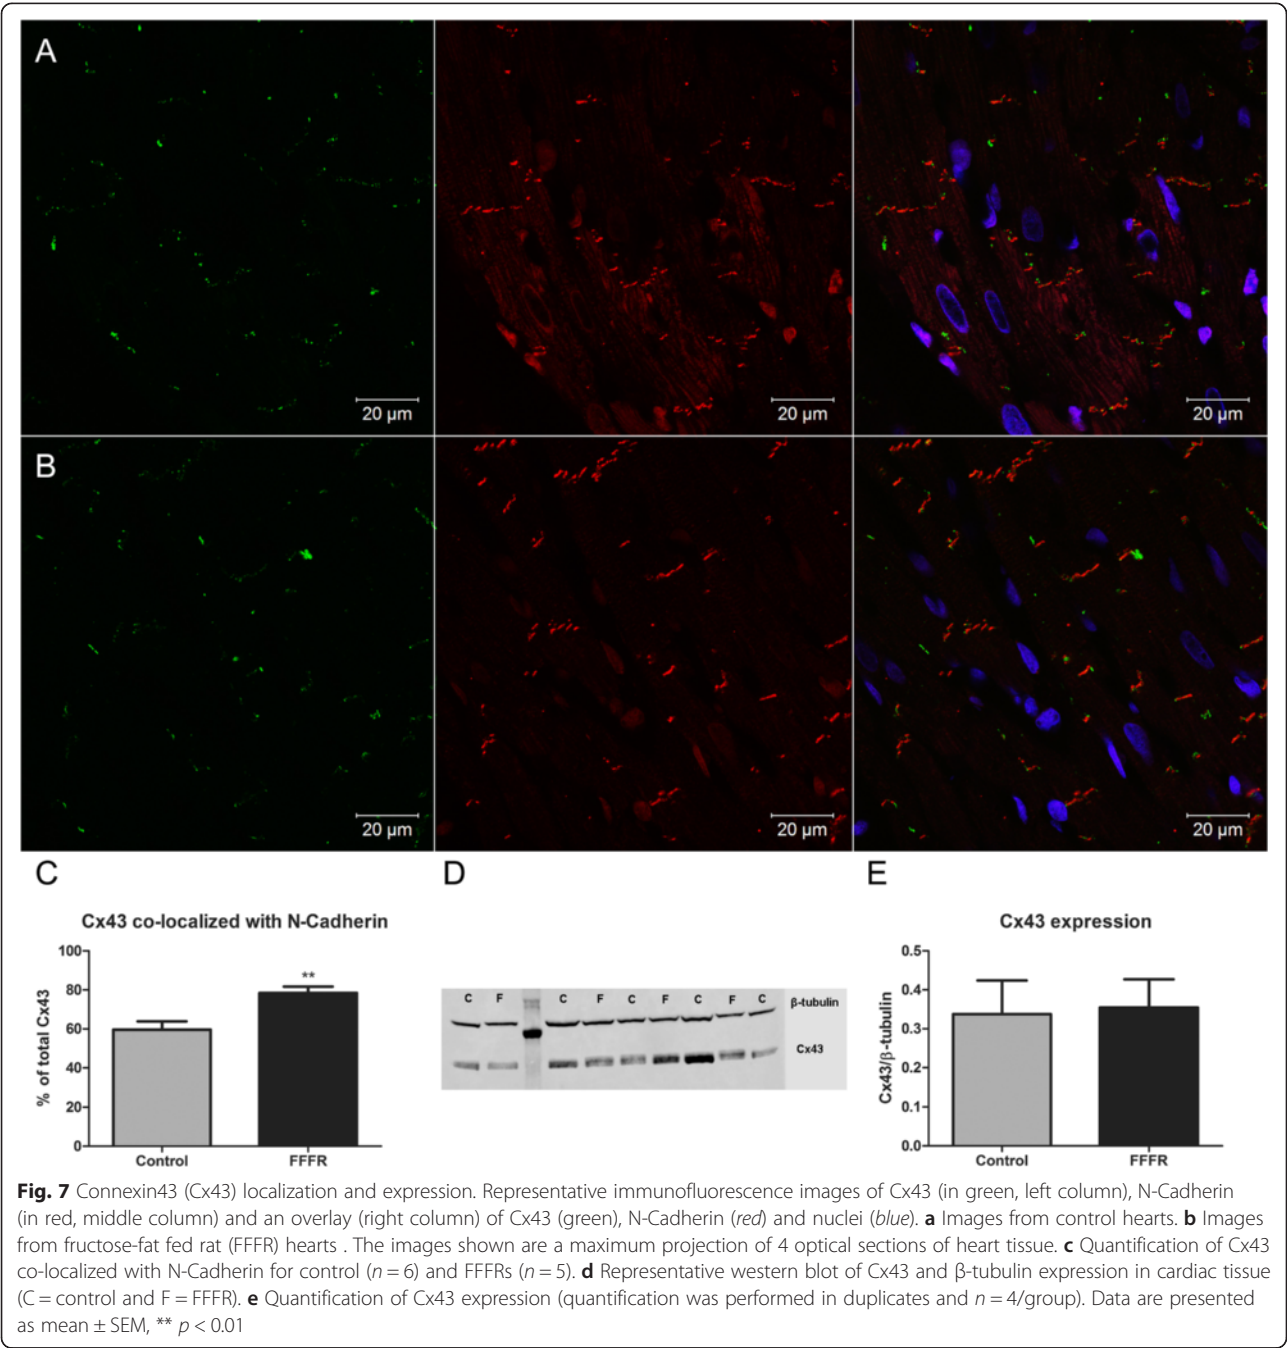 A
20 µm
20 µm
20 µm
B
20 µm
20 µm
20 µm
C
Cx43 co-localized with N-Cadherin
% of total Cx43
100
80
60
40
20
0
**
Control
FFFR
D
C F C F C F C F C
β-tubulin
Cx43
E
Cx43 expression
Cx43/β-tubulin
0.5
0.4
0.3
0.2
0.1
0.0
Control
FFFR
Fig. 7 Connexin43 (Cx43) localization and expression. Representative immunofluorescence images of Cx43 (in green, left column), N-Cadherin
(in red, middle column) and an overlay (right column) of Cx43 (green), N-Cadherin (red) and nuclei (blue). a Images from control hearts. b Images
from fructose-fat fed rat (FFFR) hearts . The images shown are a maximum projection of 4 optical sections of heart tissue. c Quantification of Cx43
co-localized with N-Cadherin for control (n = 6) and FFFRs (n = 5). d Representative western blot of Cx43 and β-tubulin expression in cardiac tissue
(C = control and F = FFFR). e Quantification of Cx43 expression (quantification was performed in duplicates and n = 4/group). Data are presented
as mean ± SEM, ** p < 0.01